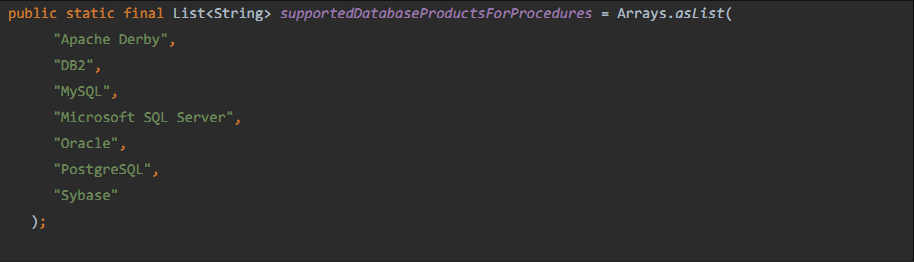 public static final List<String> supportedDatabaseProductsForProcedures = Arrays.asList(
"Apache Derby",
"DB2",
"MySQL",
"Microsoft SQL Server",
"Oracle",
"PostgreSQL",
"Sybase"
);